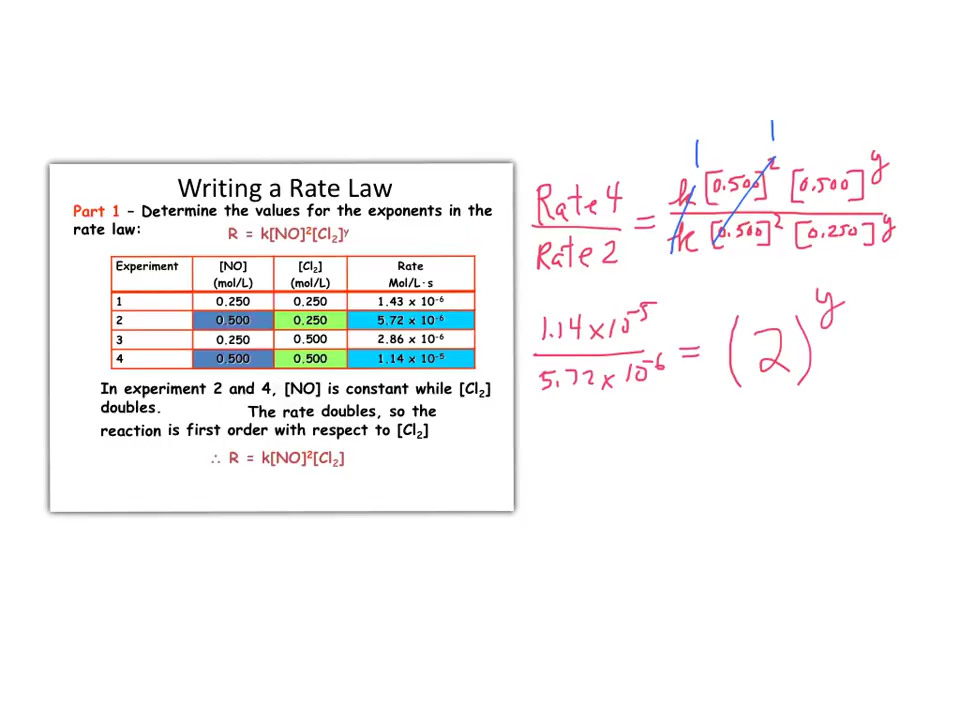 Writing a Rate Law
Part 1 – Determine the values for the exponents in the
rate law:
R = k[NO]²[Cl₂]ʸ
Experiment [NO] [Cl₂] Rate
(mol/L) (mol/L) Mol/L·s
1 0.250 0.250 1.43 x 10⁻⁶
2 0.500 0.250 5.72 x 10⁻⁶
3 0.250 0.500 2.86 x 10⁻⁶
4 0.500 0.500 1.14 x 10⁻⁵
In experiment 2 and 4, [NO] is constant while [Cl₂]
doubles. The rate doubles, so the
reaction is first order with respect to [Cl₂]
∴ R = k[NO]²[Cl₂]
1 1
Rate 4 = k [0.500]² [0.500]ʸ
Rate 2 k [0.500]² [0.250]ʸ
1.14 x 10⁻⁵ = (2)ʸ
5.72 x 10⁻⁶